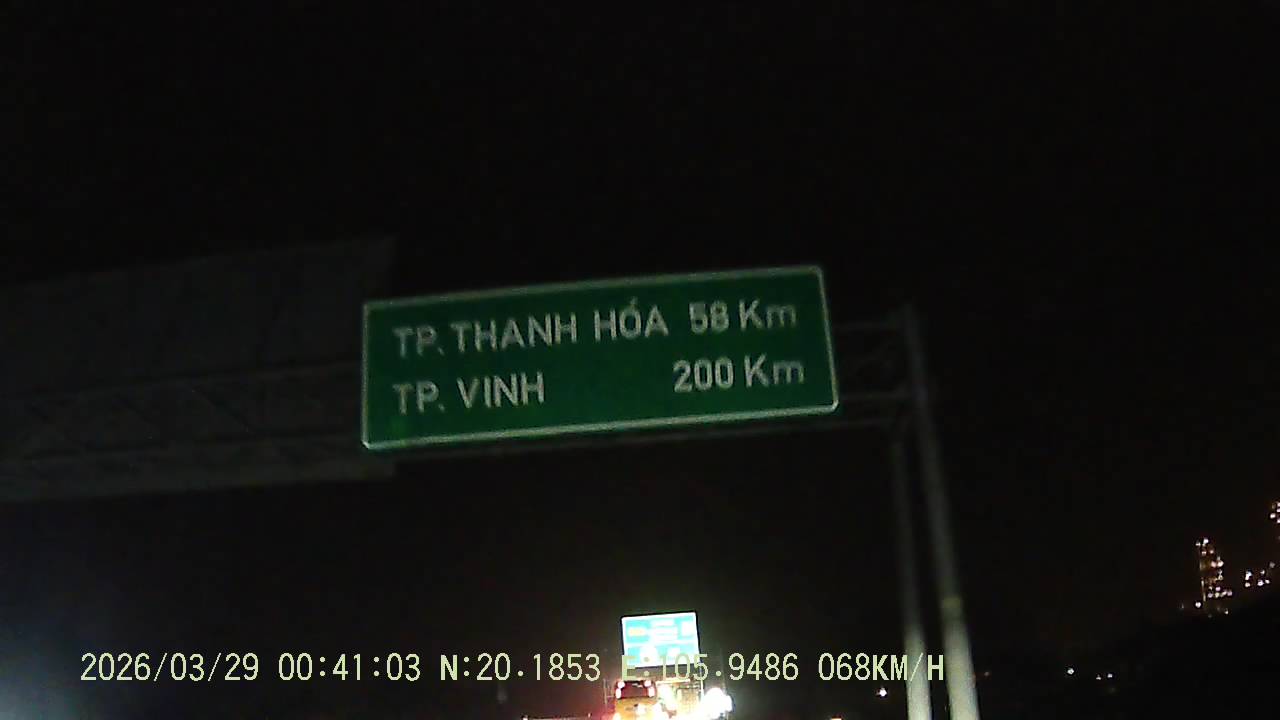 TP. THANH HÓA 58 Km
TP. VINH 200 Km
2026/03/29 00:41:03 N:20.1853 E:105.9486 068KM/H